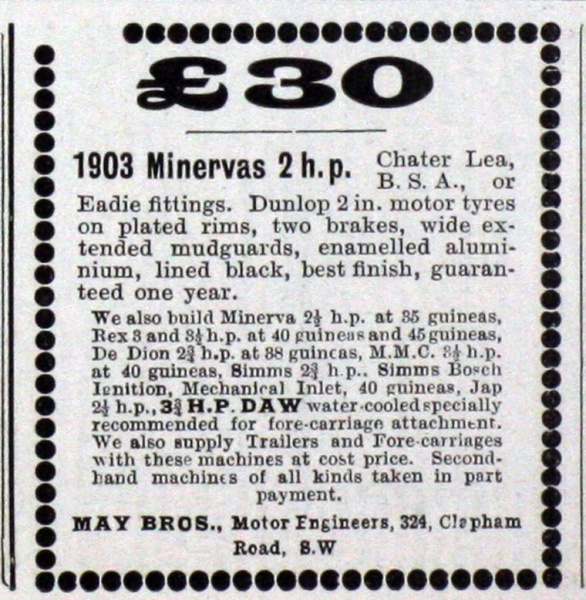 £30
1903 Minervas 2 h.p. Chater Lea,
B. S. A., or
Eadie fittings. Dunlop 2 in. motor tyres
on plated rims, two brakes, wide ex-
tended mudguards, enamelled alumi-
nium, lined black, best finish, guaran-
teed one year.
We also build Minerva 2½ h.p. at 35 guineas,
Rex 3 and 3½ h.p. at 40 guineas and 45 guineas,
De Dion 2¾ h.p. at 38 guineas, M.M.C. 3½ h.p.
at 40 guineas, Simms 2¾ h.p., Simms Bosch
Ignition, Mechanical Inlet, 40 guineas, Jap
2½ h.p., 3¾ H.P. DAW water-cooled specially
recommended for fore-carriage attachment.
We also supply Trailers and Fore-carriages
with these machines at cost price. Second-
hand machines of all kinds taken in part
payment.
MAY BROS., Motor Engineers, 324, Clapham
Road, S.W